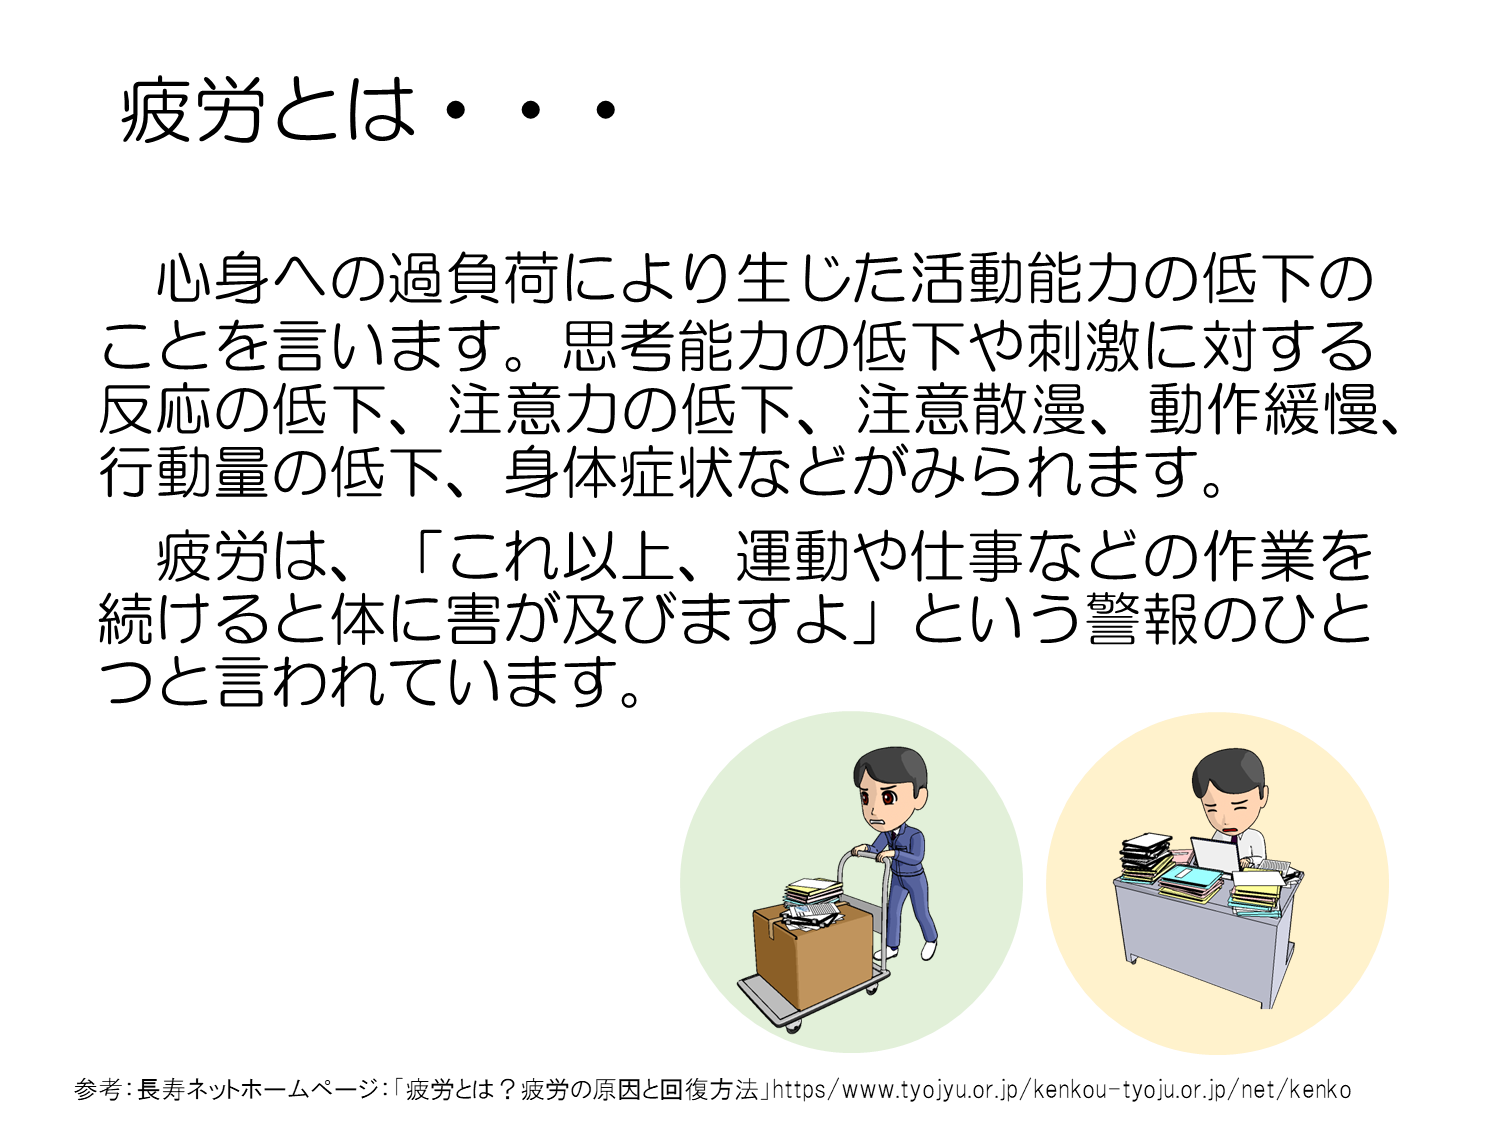 疲労とは・・・
心身への過負荷により生じた活動能力の低下の
ことを言います。思考能力の低下や刺激に対する
反応の低下、注意力の低下、注意散漫、動作緩慢、
行動量の低下、身体症状などがみられます。
疲労は、「これ以上、運動や仕事などの作業を
続けると体に害が及びますよ」という警報のひと
つと言われています。
参考：長寿ネットホームページ：「疲労とは？疲労の原因と回復方法」https/www.tyojyu.or.jp/kenkou-tyoju.or.jp/net/kenko